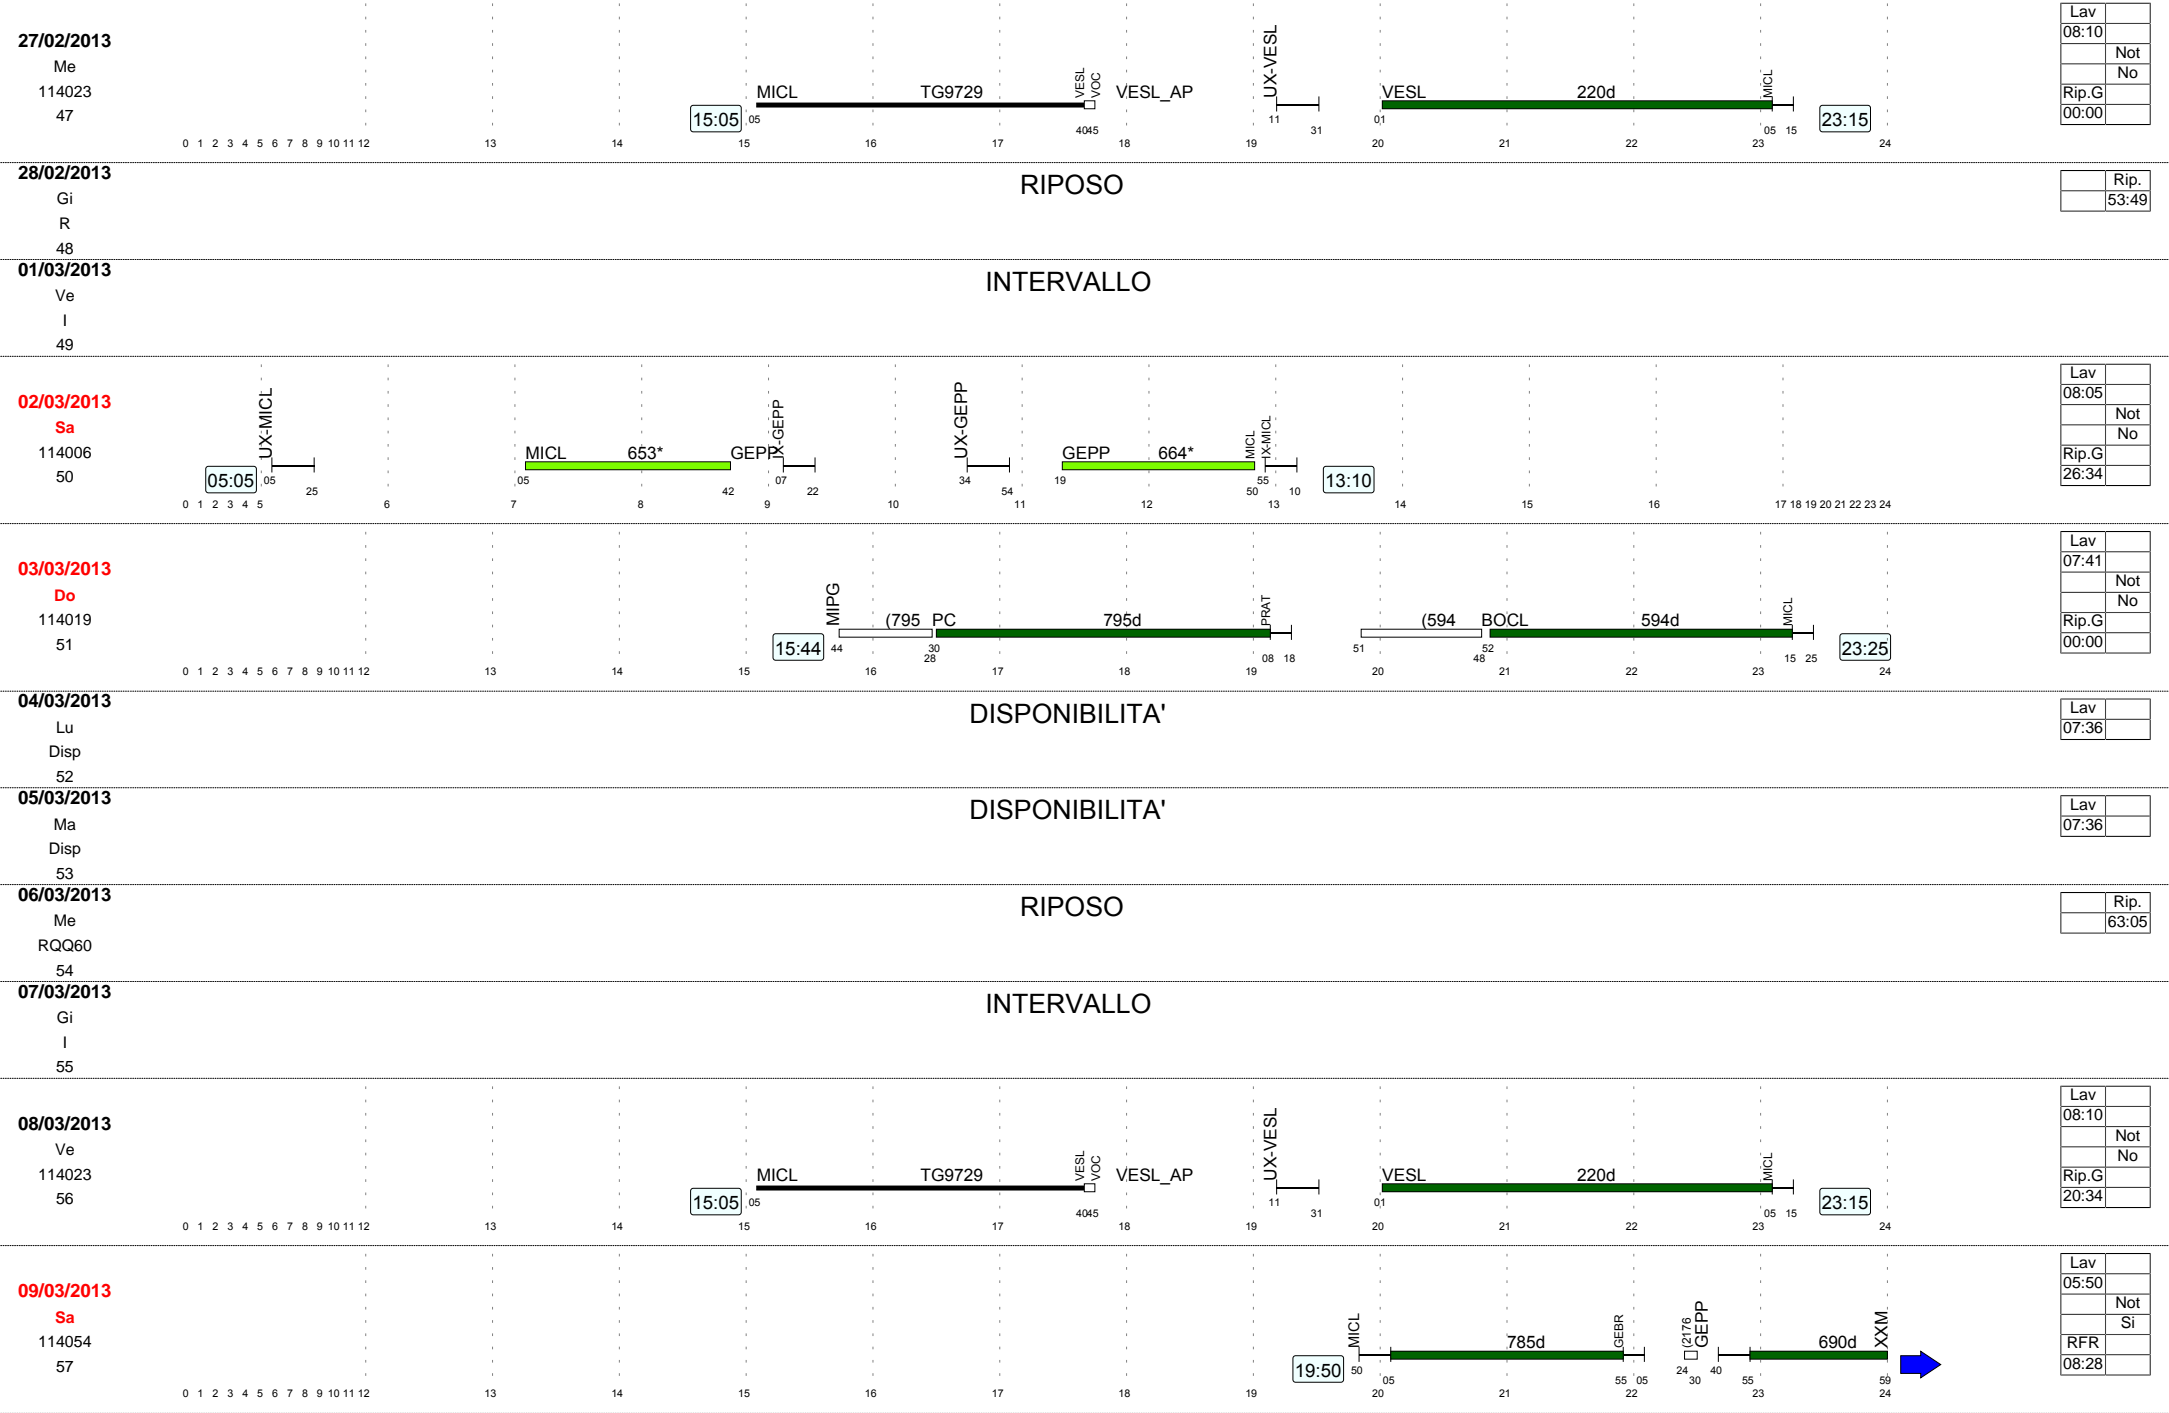 27/02/2013
Me
114023
47
15:05
MICL TG9729 VESL VOC VESL_AP UX-VESL VESL 220d MICL
05 4045 11 31 01 05 15
23:15
0 1 2 3 4 5 6 7 8 9 10 11 12 13 14 15 16 17 18 19 20 21 22 23 24
Lav
08:10
Not
No
Rip.G
00:00
28/02/2013
Gi
R
48
RIPOSO
Rip.
53:49
01/03/2013
Ve
I
49
INTERVALLO
02/03/2013
Sa
114006
50
05:05
UX-MICL MICL 653* GEPP IX-GEPP UX-GEPP GEPP 664* MICL IX-MICL
05 25 05 42 07 22 34 54 19 50 55 10
13:10
0 1 2 3 4 5 6 7 8 9 10 11 12 13 14 15 16 17 18 19 20 21 22 23 24
Lav
08:05
Not
No
Rip.G
26:34
03/03/2013
Do
114019
51
15:44
MIPG (795 PC 795d PRAT (594 BOCL 594d MICL
44 28 30 08 18 51 48 52 15 25
23:25
0 1 2 3 4 5 6 7 8 9 10 11 12 13 14 15 16 17 18 19 20 21 22 23 24
Lav
07:41
Not
No
Rip.G
00:00
04/03/2013
Lu
Disp
52
DISPONIBILITA'
Lav
07:36
05/03/2013
Ma
Disp
53
DISPONIBILITA'
Lav
07:36
06/03/2013
Me
RQQ60
54
RIPOSO
Rip.
63:05
07/03/2013
Gi
I
55
INTERVALLO
08/03/2013
Ve
114023
56
15:05
MICL TG9729 VESL VOC VESL_AP UX-VESL VESL 220d MICL
05 4045 11 31 01 05 15
23:15
0 1 2 3 4 5 6 7 8 9 10 11 12 13 14 15 16 17 18 19 20 21 22 23 24
Lav
08:10
Not
No
Rip.G
20:34
09/03/2013
Sa
114054
57
19:50
MICL 785d GEBR (2176 GEPP 690d XXM
50 05 55 05 24 30 40 55 59
0 1 2 3 4 5 6 7 8 9 10 11 12 13 14 15 16 17 18 19 20 21 22 23 24
Lav
05:50
Not
Si
RFR
08:28